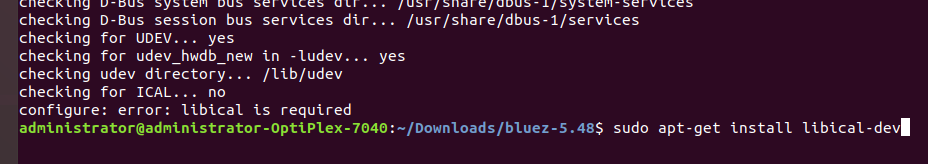 checking D-Bus system bus services dir... /usr/share/dbus-1/system-services
checking D-Bus session bus services dir... /usr/share/dbus-1/services
checking for UDEV... yes
checking for udev_hwdb_new in -ludev... yes
checking udev directory... /lib/udev
checking for ICAL... no
configure: error: libical is required
administrator@administrator-OptiPlex-7040:~/Downloads/bluez-5.48$ sudo apt-get install libical-dev